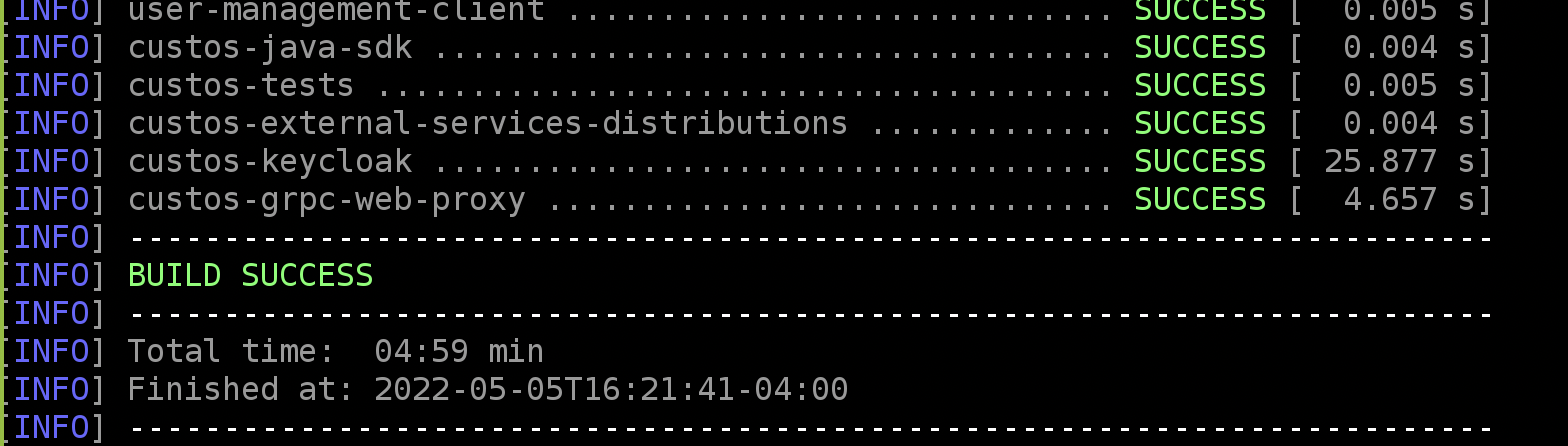 [INFO] user-management-client ............................. SUCCESS [  0.005 s]
[INFO] custos-java-sdk .................................... SUCCESS [  0.004 s]
[INFO] custos-tests ....................................... SUCCESS [  0.005 s]
[INFO] custos-external-services-distributions ............. SUCCESS [  0.004 s]
[INFO] custos-keycloak .................................... SUCCESS [ 25.877 s]
[INFO] custos-grpc-web-proxy .............................. SUCCESS [  4.657 s]
[INFO] ------------------------------------------------------------------------
[INFO] BUILD SUCCESS
[INFO] ------------------------------------------------------------------------
[INFO] Total time:  04:59 min
[INFO] Finished at: 2022-05-05T16:21:41-04:00
[INFO] ------------------------------------------------------------------------